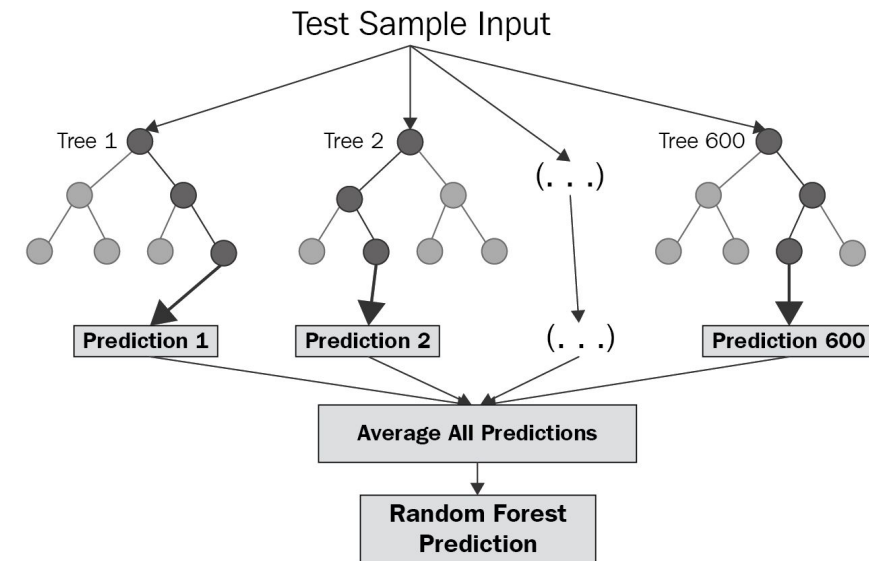 Test Sample Input
Tree 1
Tree 2
Tree 600
(. . .)
Prediction 1
Prediction 2
(. . .)
Prediction 600
Average All Predictions
Random Forest
Prediction